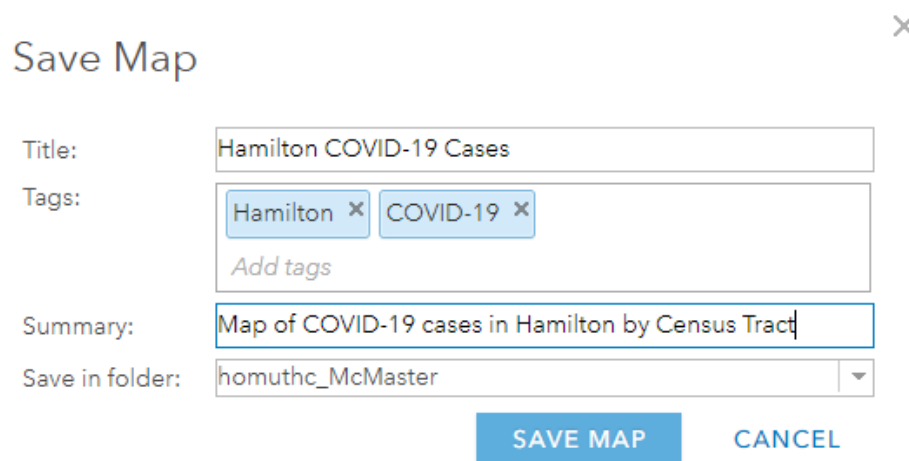 Save Map
Title: Hamilton COVID-19 Cases
Tags: Hamilton COVID-19
Add tags
Summary: Map of COVID-19 cases in Hamilton by Census Tract
Save in folder: homuthc_McMaster
SAVE MAP CANCEL